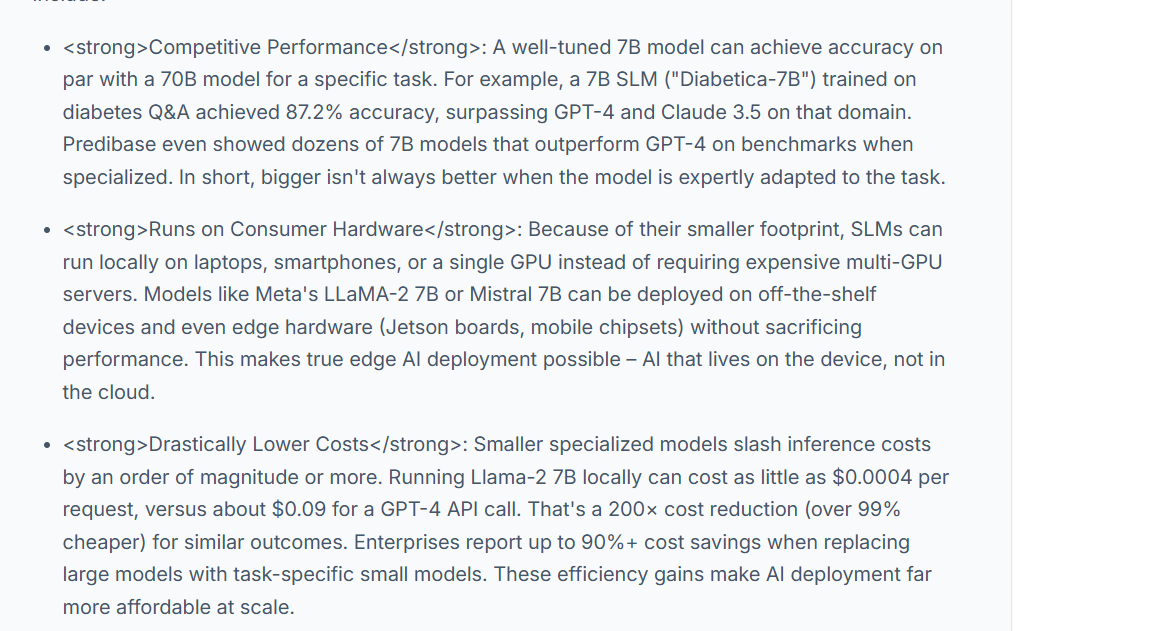 • <strong>Competitive Performance</strong>: A well-tuned 7B model can achieve accuracy on
par with a 70B model for a specific task. For example, a 7B SLM ("Diabetica-7B") trained on
diabetes Q&A achieved 87.2% accuracy, surpassing GPT-4 and Claude 3.5 on that domain.
Predibase even showed dozens of 7B models that outperform GPT-4 on benchmarks when
specialized. In short, bigger isn't always better when the model is expertly adapted to the task.
• <strong>Runs on Consumer Hardware</strong>: Because of their smaller footprint, SLMs can
run locally on laptops, smartphones, or a single GPU instead of requiring expensive multi-GPU
servers. Models like Meta's LLaMA-2 7B or Mistral 7B can be deployed on off-the-shelf
devices and even edge hardware (Jetson boards, mobile chipsets) without sacrificing
performance. This makes true edge AI deployment possible – AI that lives on the device, not in
the cloud.
• <strong>Drastically Lower Costs</strong>: Smaller specialized models slash inference costs
by an order of magnitude or more. Running Llama-2 7B locally can cost as little as $0.0004 per
request, versus about $0.09 for a GPT-4 API call. That's a 200× cost reduction (over 99%
cheaper) for similar outcomes. Enterprises report up to 90%+ cost savings when replacing
large models with task-specific small models. These efficiency gains make AI deployment far
more affordable at scale.